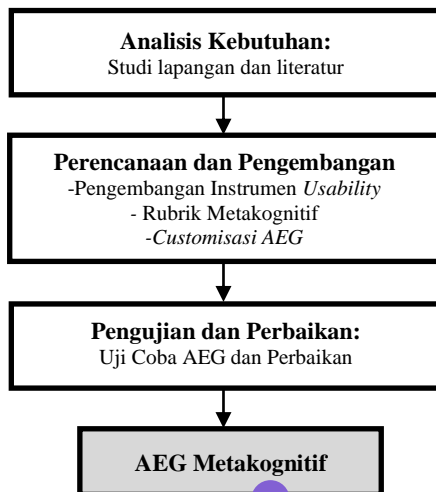 Analisis Kebutuhan:
Studi lapangan dan literatur
Perencanaan dan Pengembangan
-Pengembangan Instrumen Usability
- Rubrik Metakognitif
-Customisasi AEG
Pengujian dan Perbaikan:
Uji Coba AEG dan Perbaikan
AEG Metakognitif